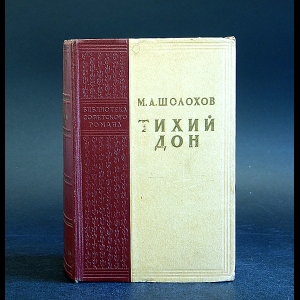 БИБЛИОТЕКА
СОВЕТСКОГО
РОМАНА
М.А.ШОЛОХОВ
ТИХИЙ
ДОН